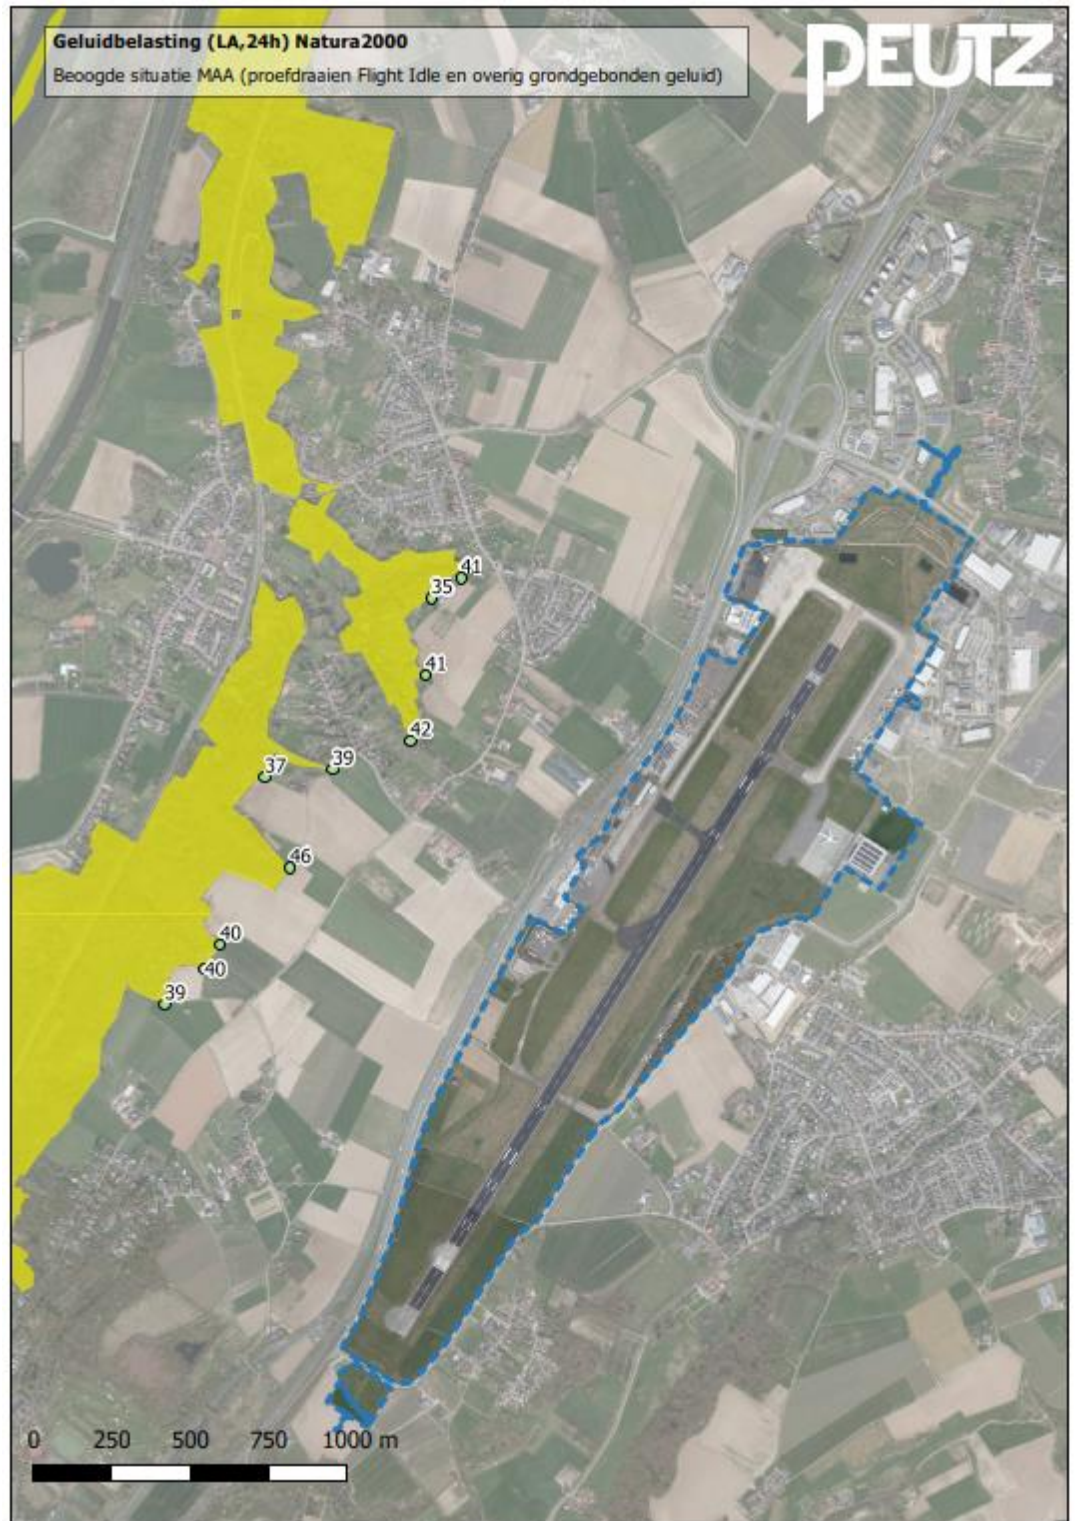 Geluidbelasting (LA,24h) Natura2000
Beoogde situatie MAA (proefdraaien Flight Idle en overig grondgebonden geluid)
PEUTZ
41
35
41
42
39
37
46
40
40
39
0 250 500 750 1000 m